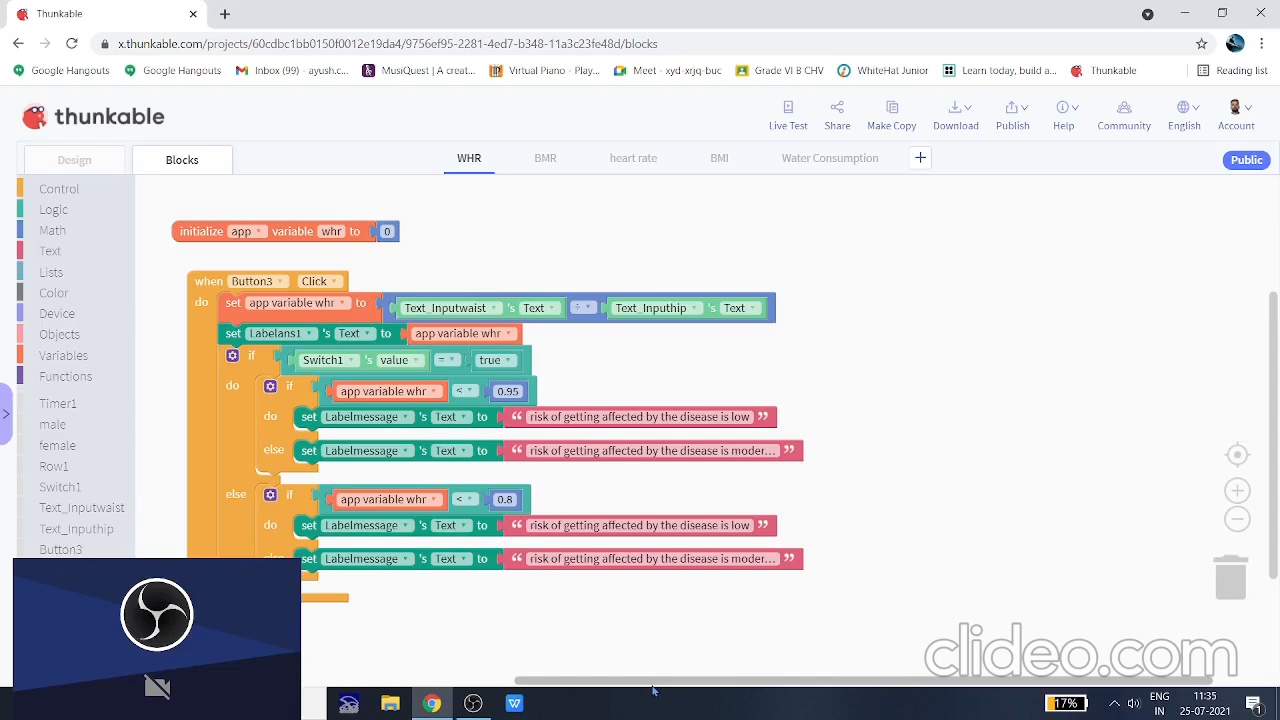 Thunkable
x.thunkable.com/projects/60cdbc1bb0150f0012e19da4/9756ef95-2281-4ed7-b348-11a3c23fe48d/blocks
Google Hangouts Google Hangouts Inbox (99) - ayush.c... MusiQuest | A creat... Virtual Piano - Play... Meet - xyd-xrjq-buc Grade VI B CHV WhiteHat Junior Learn today, build a... Thunkable Reading list
thunkable
Live Test Share Make Copy Download Publish Help Community English Account
Design Blocks WHR BMR heart rate BMI Water Consumption + Public
Control
Logic
Math
Text
Lists
Color
Device
Objects
Variables
Functions
Timer1
male
female
Row1
Switch1
Text_Inputwaist
Text_Inputhip
Button3
initialize app variable whr to 0
when Button3 Click
do set app variable whr to Text_Inputwaist 's Text ÷ Text_Inputhip 's Text
set Labelans1 's Text to app variable whr
if Switch1 's value = true
do if app variable whr < 0.95
do set Labelmessage 's Text to “ risk of getting affected by the disease is low ”
else set Labelmessage 's Text to “ risk of getting affected by the disease is moder... ”
else if app variable whr < 0.8
do set Labelmessage 's Text to “ risk of getting affected by the disease is low ”
set Labelmessage 's Text to “ risk of getting affected by the disease is moder... ”
clideo.com
17% ENG IN 11:35 25-07-2021